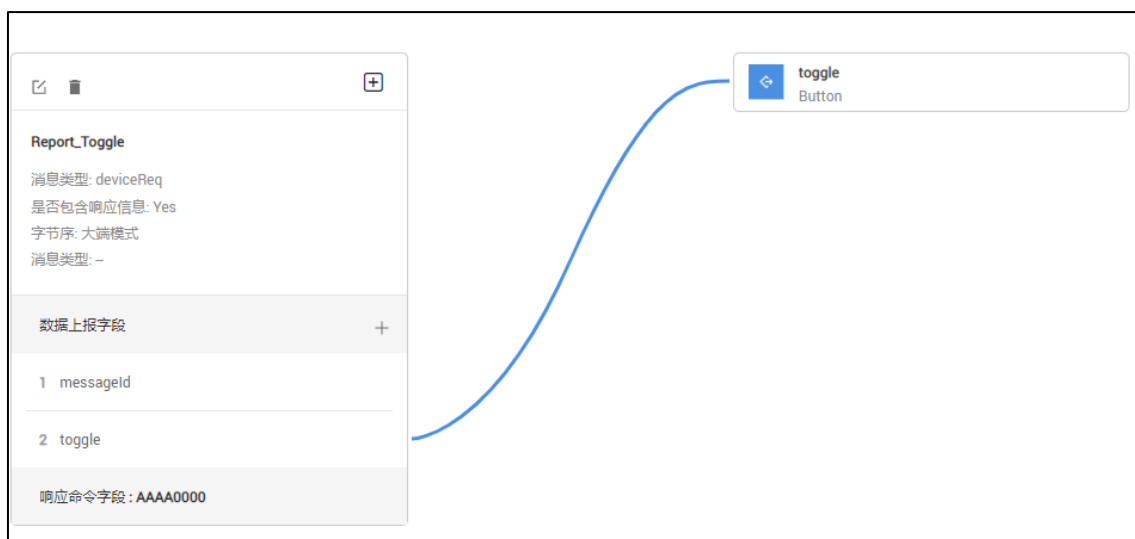 Report_Toggle
消息类型: deviceReq
是否包含响应信息: Yes
字节序: 大端模式
消息类型: –
数据上报字段
1 messageId
2 toggle
响应命令字段 : AAAA0000
toggle
Button